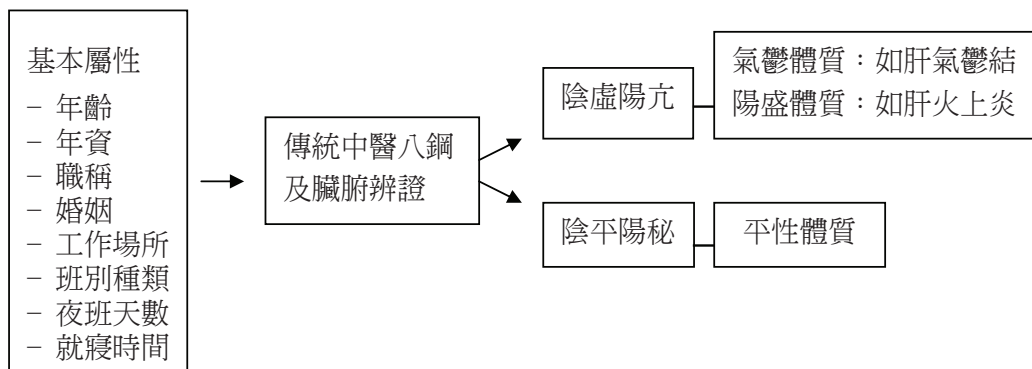 基本屬性
– 年齡
– 年資
– 職稱
– 婚姻
– 工作場所
– 班別種類
– 夜班天數
– 就寢時間
傳統中醫八鋼
及臟腑辨證
陰虛陽亢
氣鬱體質：如肝氣鬱結
陽盛體質：如肝火上炎
陰平陽秘
平性體質